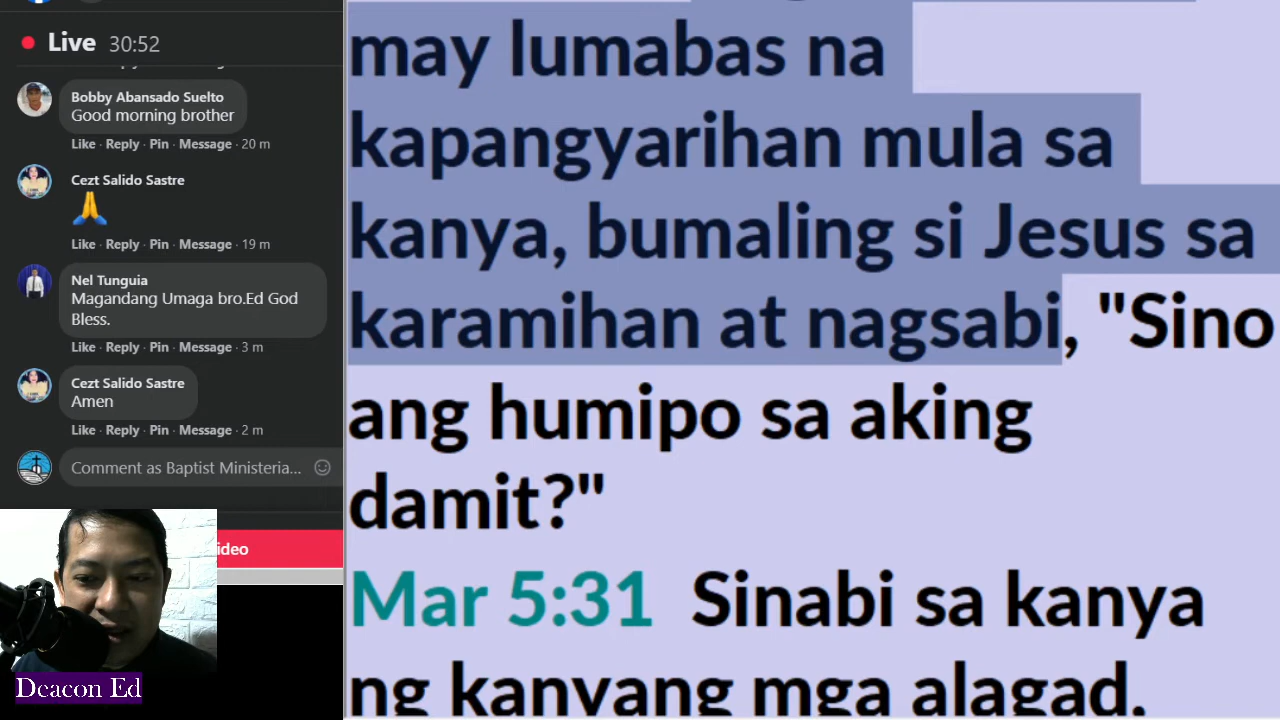 Live 30:52
Bobby Abansado Suelto
Good morning brother
Like · Reply · Pin · Message · 20 m
Cezt Salido Sastre
🙏
Like · Reply · Pin · Message · 19 m
Nel Tunguia
Magandang Umaga bro.Ed God
Bless.
Like · Reply · Pin · Message · 3 m
Cezt Salido Sastre
Amen
Like · Reply · Pin · Message · 2 m
Comment as Baptist Ministeria...
ideo
Deacon Ed
may lumabas na
kapangyarihan mula sa
kanya, bumaling si Jesus sa
karamihan at nagsabi, "Sino
ang humipo sa aking
damit?"
Mar 5:31 Sinabi sa kanya
ng kanyang mga alagad,